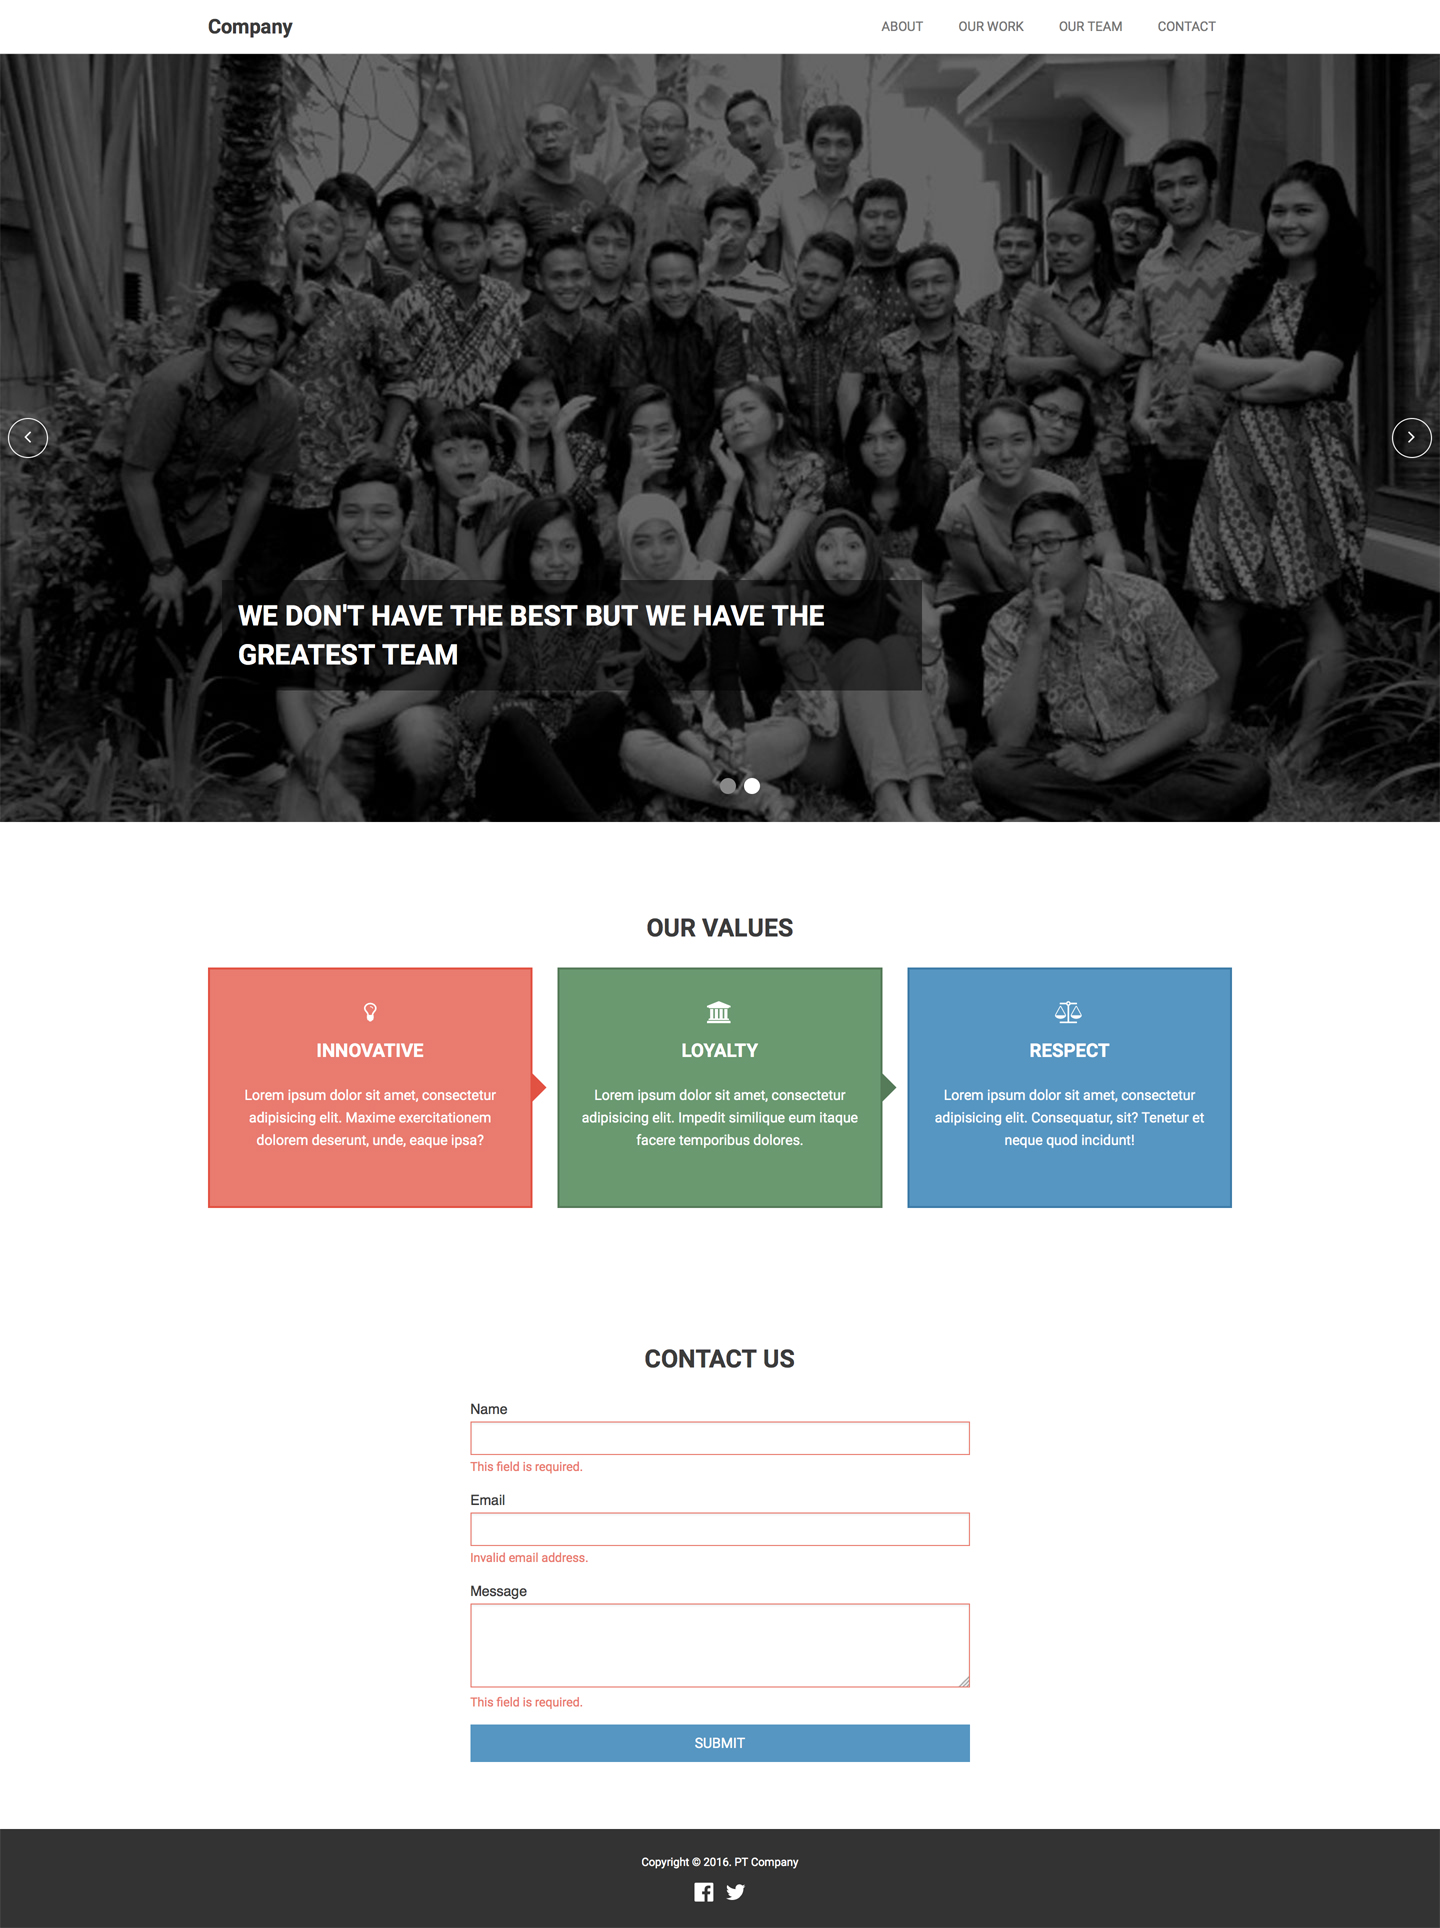 Company
ABOUT OUR WORK OUR TEAM CONTACT
WE DON'T HAVE THE BEST BUT WE HAVE THE
GREATEST TEAM
OUR VALUES
INNOVATIVE
Lorem ipsum dolor sit amet, consectetur
adipisicing elit. Maxime exercitationem
dolorem deserunt, unde, eaque ipsa?
LOYALTY
Lorem ipsum dolor sit amet, consectetur
adipisicing elit. Impedit similique eum itaque
facere temporibus dolores.
RESPECT
Lorem ipsum dolor sit amet, consectetur
adipisicing elit. Consequatur, sit? Tenetur et
neque quod incidunt!
CONTACT US
Name
This field is required.
Email
Invalid email address.
Message
This field is required.
SUBMIT
Copyright © 2016. PT Company